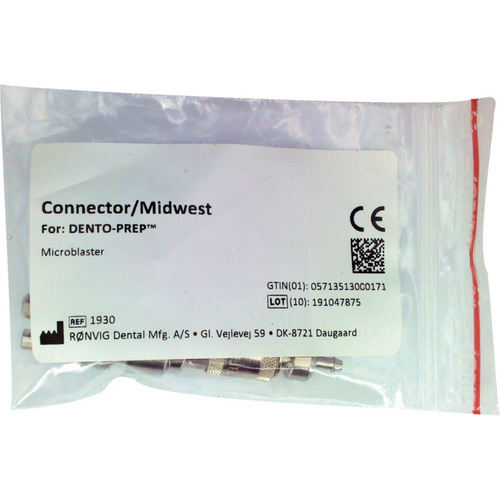 Connector/Midwest
For: DENTO-PREP™
Microblaster
CE
GTIN(01): 05713513000171
LOT (10): 191047875
REF 1930
RØNVIG Dental Mfg. A/S • Gl. Vejlevej 59 • DK-8721 Daugaard